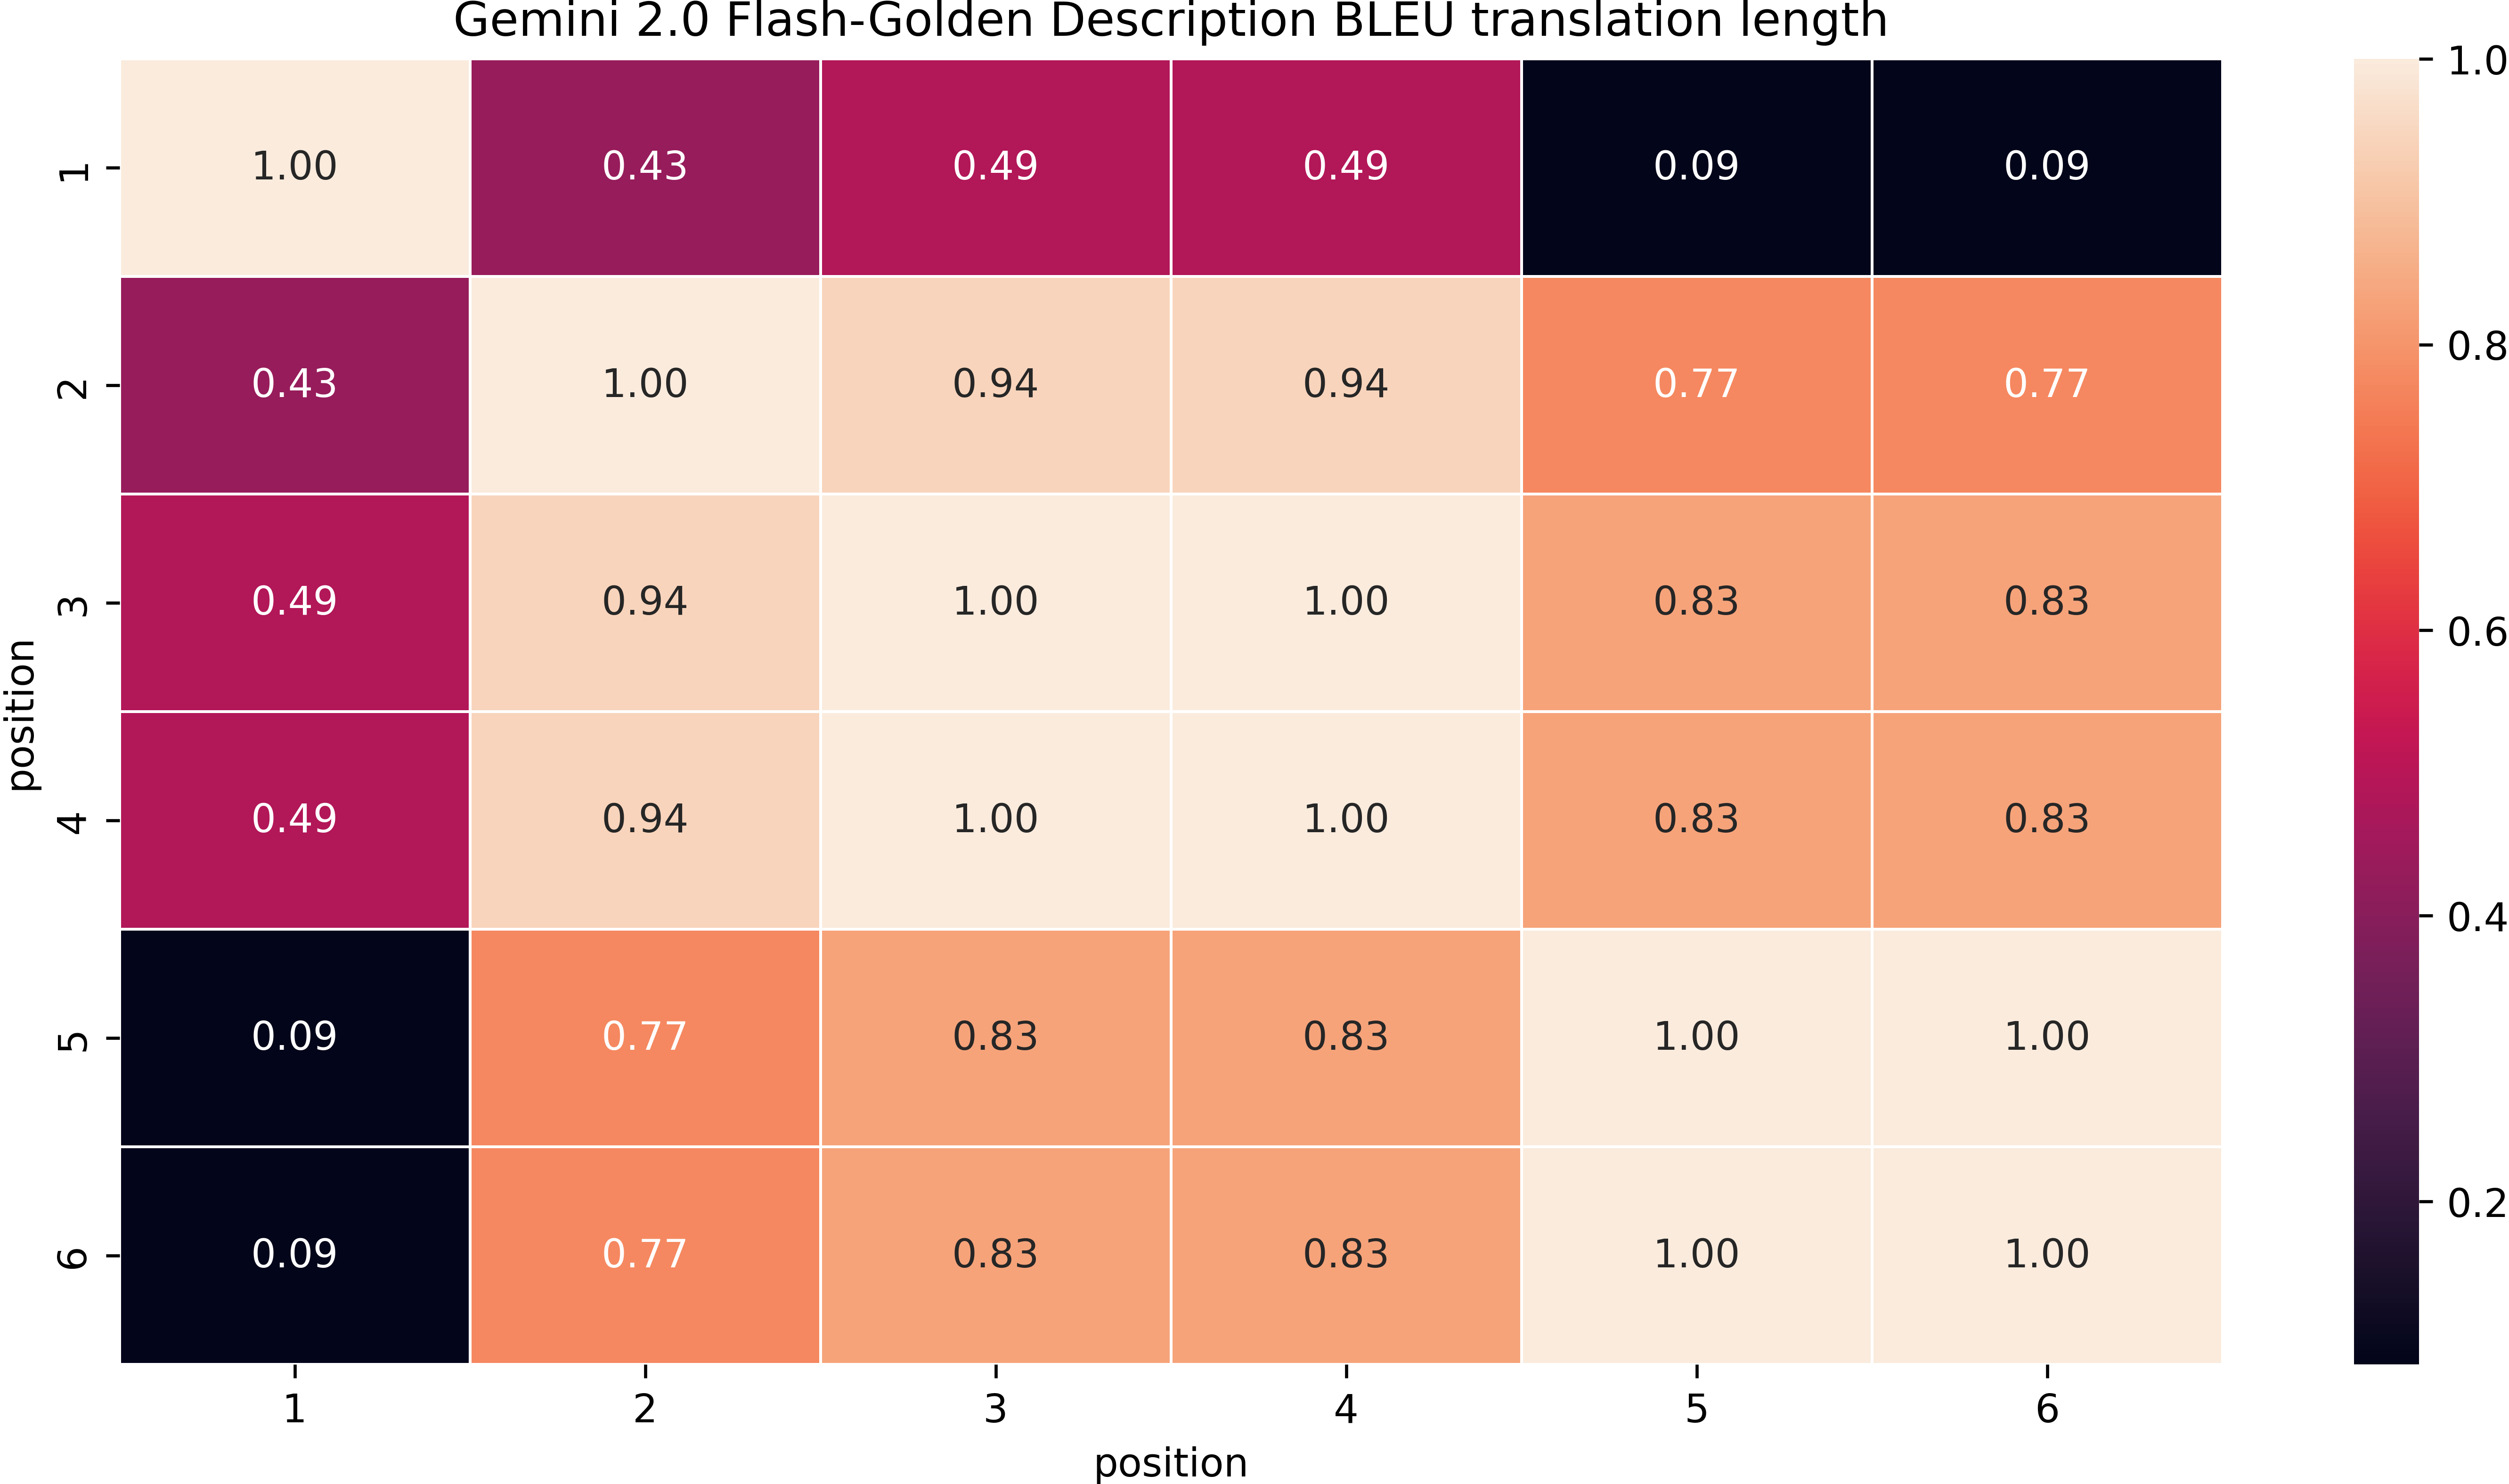 Gemini 2.0 Flash-Golden Description BLEU translation length
1.0
1 1.00 0.43 0.49 0.49 0.09 0.09
0.8
2 0.43 1.00 0.94 0.94 0.77 0.77
3 0.49 0.94 1.00 1.00 0.83 0.83
0.6
position
4 0.49 0.94 1.00 1.00 0.83 0.83
0.4
5 0.09 0.77 0.83 0.83 1.00 1.00
0.2
6 0.09 0.77 0.83 0.83 1.00 1.00
1 2 3 4 5 6
position